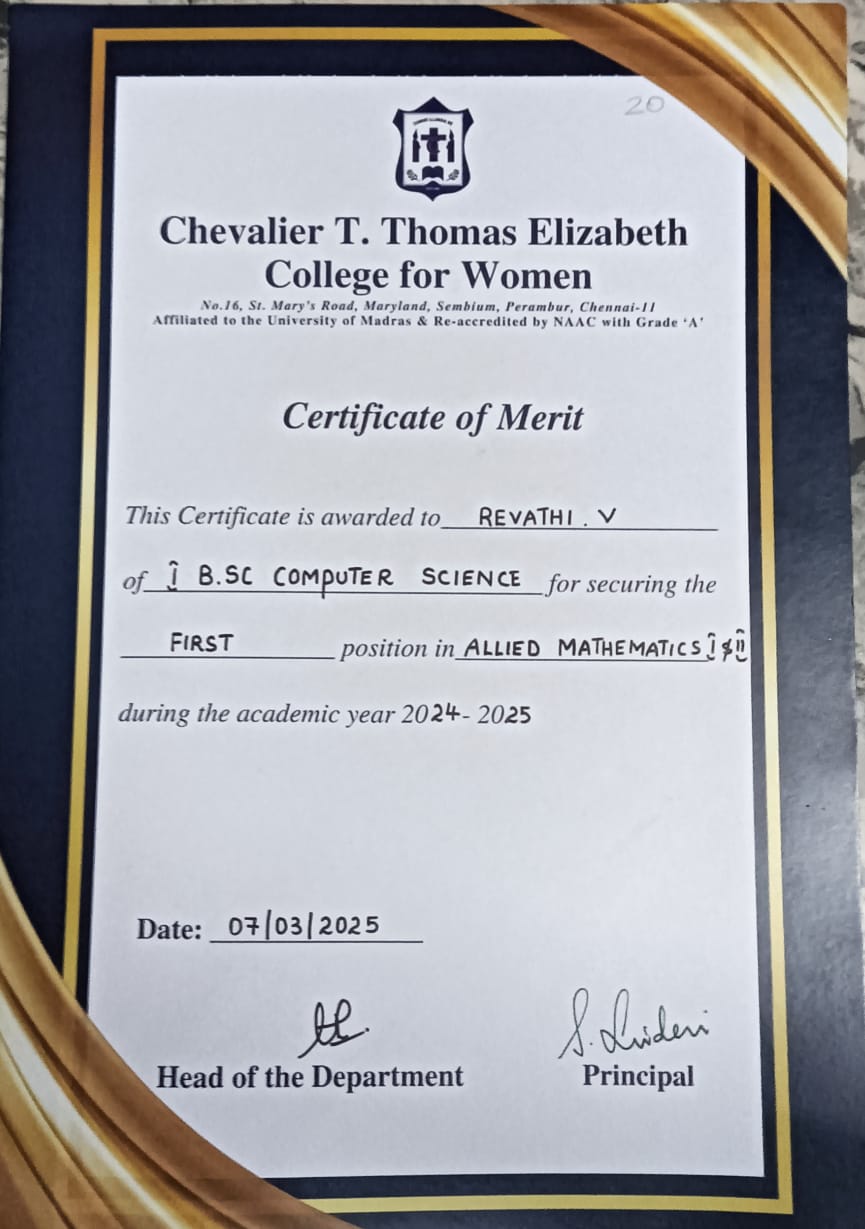 20
Chevalier T. Thomas Elizabeth
College for Women
No.16, St. Mary's Road, Maryland, Sembium, Perambur, Chennai-11
Affiliated to the University of Madras & Re-accredited by NAAC with Grade ‘A’
Certificate of Merit
This Certificate is awarded to REVATHI . V
of I B.SC COMPUTER SCIENCE for securing the
FIRST position in ALLIED MATHEMATICS I & II
during the academic year 2024- 2025
Date: 07/03/2025
Head of the Department Principal